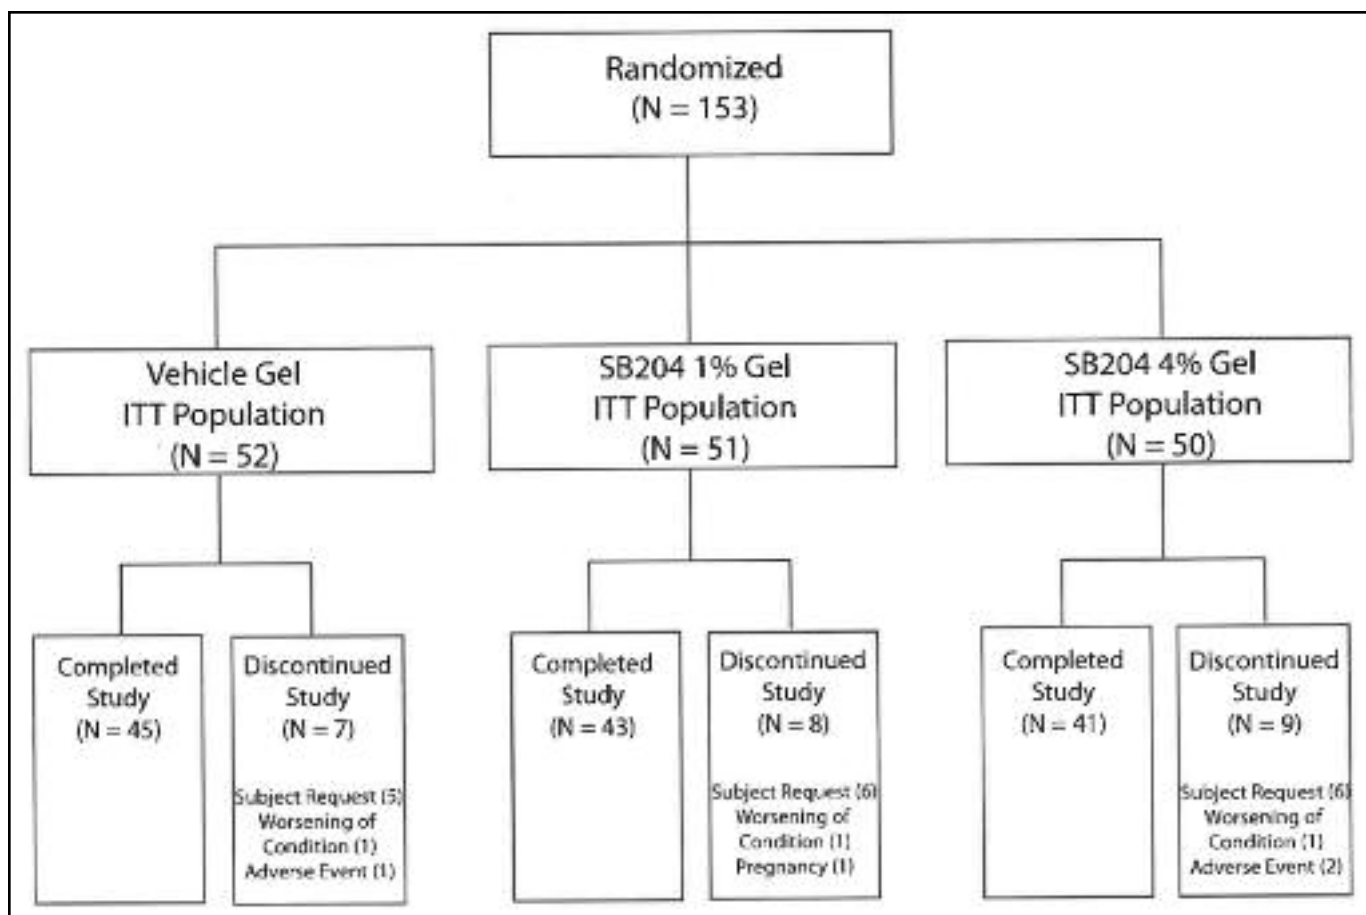 Randomized
(N = 153)
Vehicle Gel
ITT Population
(N = 52)
SB204 1% Gel
ITT Population
(N = 51)
SB204 4% Gel
ITT Population
(N = 50)
Completed
Study
(N = 45)
Discontinued
Study
(N = 7)
Subject Request (5)
Worsening of
Condition (1)
Adverse Event (1)
Completed
Study
(N = 43)
Discontinued
Study
(N = 8)
Subject Request (6)
Worsening of
Condition (1)
Pregnancy (1)
Completed
Study
(N = 41)
Discontinued
Study
(N = 9)
Subject Request (6)
Worsening of
Condition (1)
Adverse Event (2)